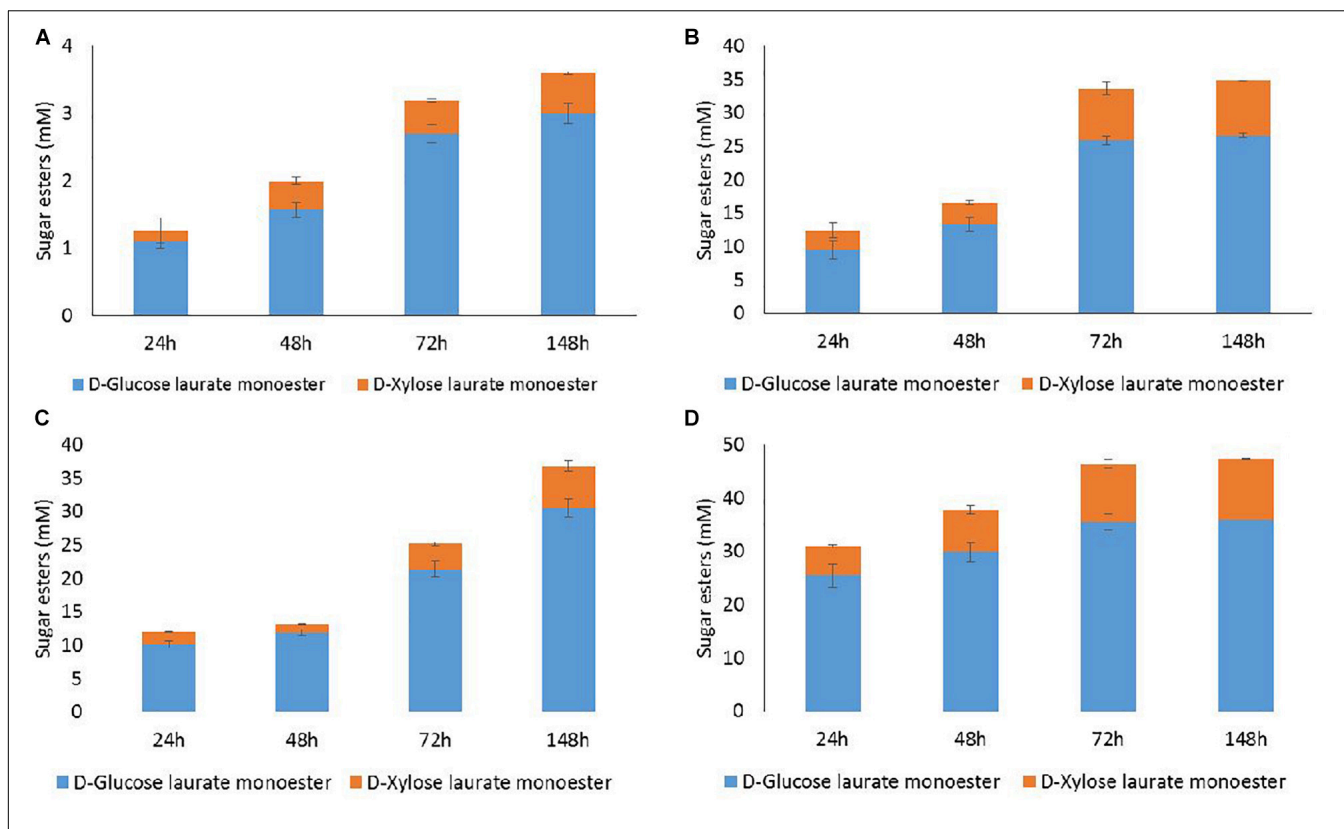 A
Sugar esters (mM)
4
3
2
1
0
24h 48h 72h 148h
D-Glucose laurate monoester D-Xylose laurate monoester
B
Sugar esters (mM)
40
35
30
25
20
15
10
5
0
24h 48h 72h 148h
D-Glucose laurate monoester D-Xylose laurate monoester
C
Sugar esters (mM)
40
35
30
25
20
15
10
5
0
24h 48h 72h 148h
D-Glucose laurate monoester D-Xylose laurate monoester
D
Sugar esters (mM)
50
40
30
20
10
0
24h 48h 72h 148h
D-Glucose laurate monoester D-Xylose laurate monoester